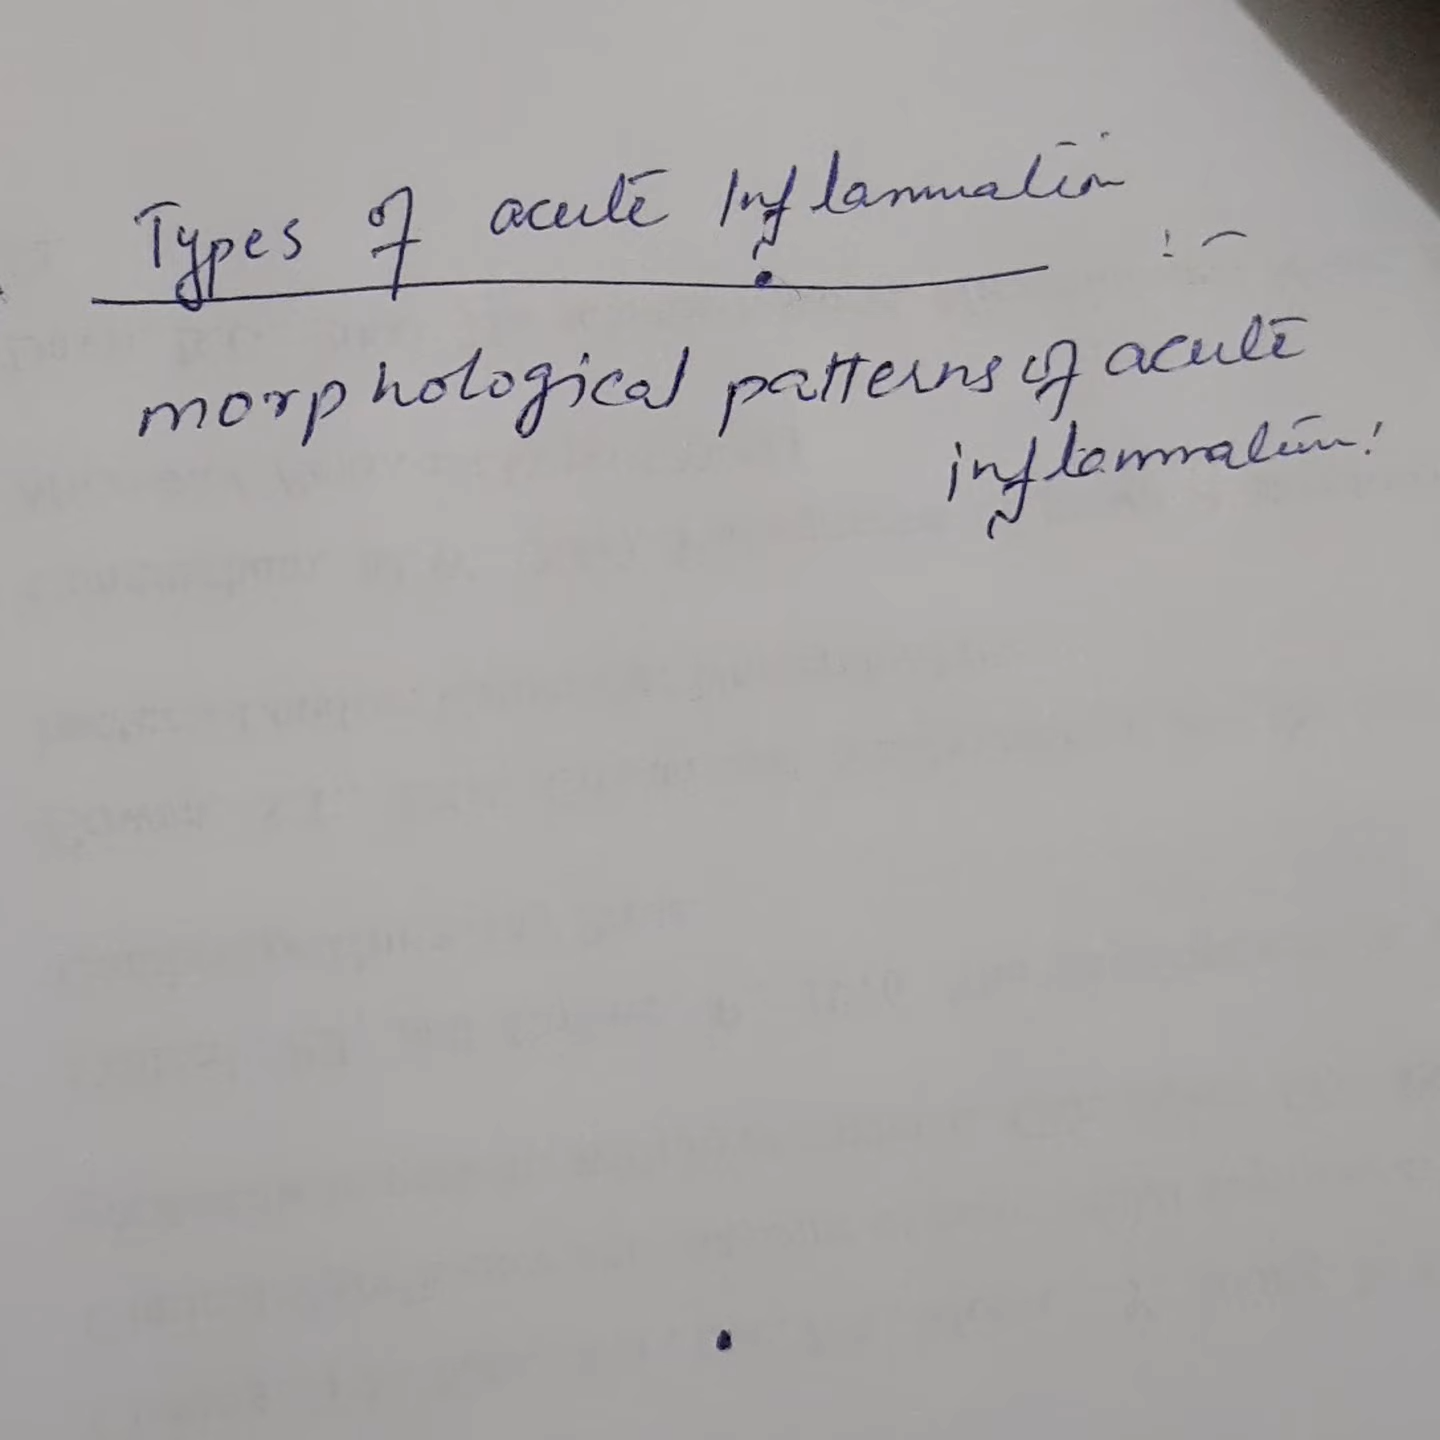 Types of acute Inflammation :-
morphological patterns of acute
inflammation: